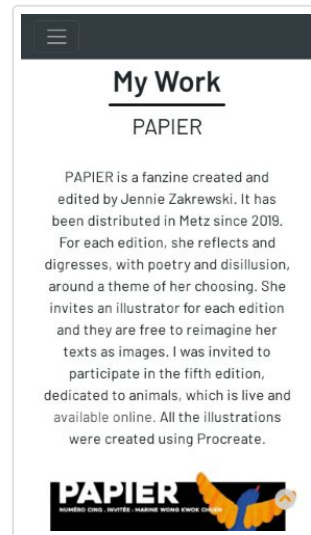 My Work
PAPIER
PAPIER is a fanzine created and
edited by Jennie Zakrewski. It has
been distributed in Metz since 2019.
For each edition, she reflects and
digresses, with poetry and disillusion,
around a theme of her choosing. She
invites an illustrator for each edition
and they are free to reimagine her
texts as images. I was invited to
participate in the fifth edition,
dedicated to animals, which is live and
available online. All the illustrations
were created using Procreate.
PAPIER
NUMÉRO CINQ . INVITÉE - MARINE WONG KWOK CHUEN